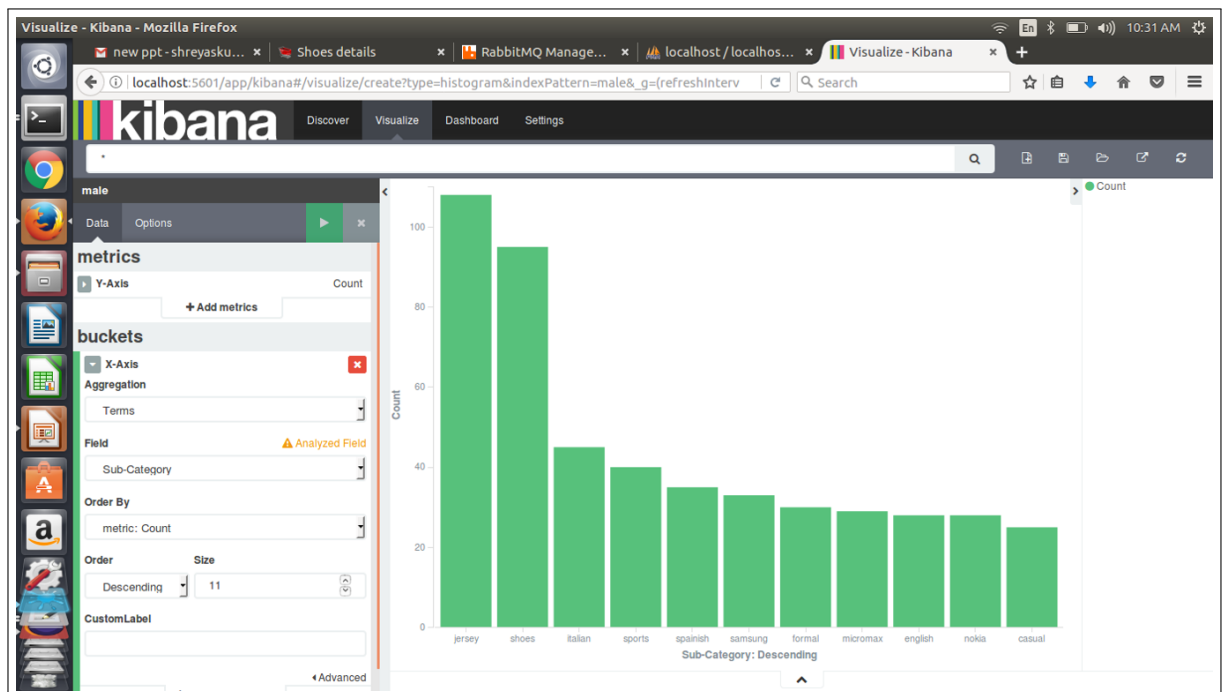 Visualize - Kibana - Mozilla Firefox
En
10:31 AM
new ppt - shreyasku... ×
Shoes details ×
RabbitMQ Manage... ×
localhost / localhos... ×
Visualize - Kibana ×
localhost:5601/app/kibana#/visualize/create?type=histogram&indexPattern=male&_g=(refreshInterv
Search
kibana
Discover
Visualize
Dashboard
Settings
*
male
Data
Options
metrics
Y-Axis
Count
+ Add metrics
buckets
X-Axis
Aggregation
Terms
Field
Analyzed Field
Sub-Category
Order By
metric: Count
Order
Size
Descending
11
CustomLabel
Advanced
Count
100
80
60
40
20
0
Count
jersey
shoes
italian
sports
spainish
samsung
formal
micromax
english
nokia
casual
Sub-Category: Descending